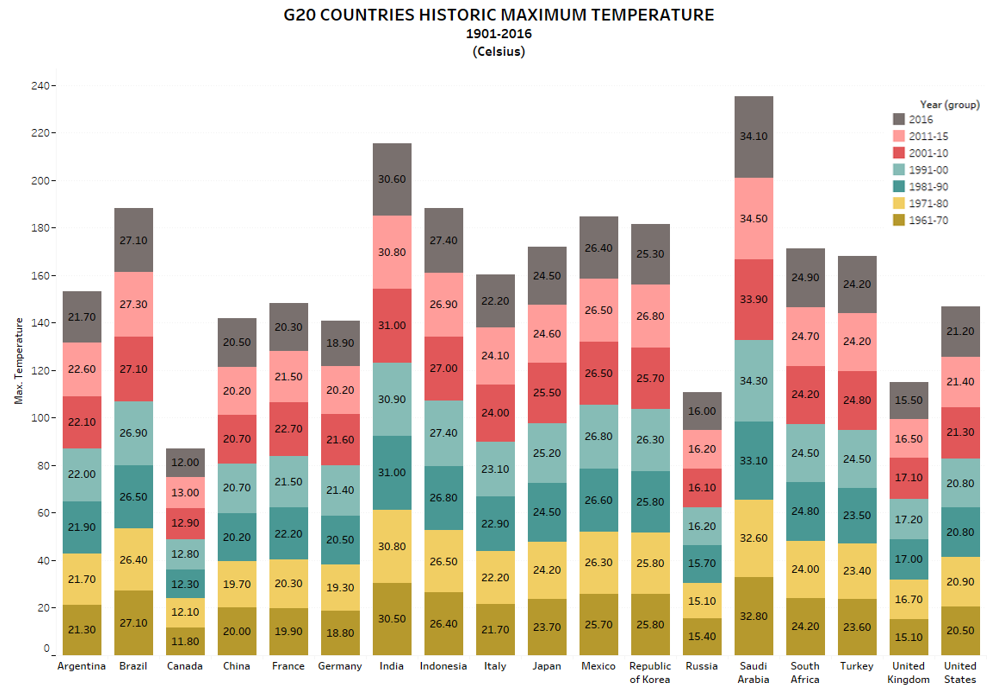 G20 COUNTRIES HISTORIC MAXIMUM TEMPERATURE
1901-2016
(Celsius)
Max. Temperature
240
220
200
180
160
140
120
100
80
60
40
20
0
Year (group)
2016
2011-15
2001-10
1991-00
1981-90
1971-80
1961-70
21.70 27.10 12.00 20.50 20.30 18.90 30.60 27.40 22.20 24.50 26.40 25.30 16.00 34.10 24.90 24.20 15.50 21.20
22.60 27.30 13.00 20.20 21.50 20.20 30.80 26.90 24.10 24.60 26.50 26.80 16.20 34.50 24.70 24.20 16.50 21.40
22.10 27.10 12.90 20.70 22.70 21.60 31.00 27.00 24.00 25.50 26.50 25.70 16.10 33.90 24.20 24.80 17.10 21.30
22.00 26.90 12.80 20.70 21.50 21.40 30.90 27.40 23.10 25.20 26.80 26.30 16.20 34.30 24.50 24.50 17.20 20.80
21.90 26.50 12.30 20.20 22.20 20.50 31.00 26.80 22.90 24.50 26.60 25.80 15.70 33.10 24.80 23.50 17.00 20.80
21.70 26.40 12.10 19.70 20.30 19.30 30.80 26.50 22.20 24.20 26.30 25.80 15.10 32.60 24.00 23.40 16.70 20.90
21.30 27.10 11.80 20.00 19.90 18.80 30.50 26.40 21.70 23.70 25.70 25.80 15.40 32.80 24.20 23.60 15.10 20.50
Argentina Brazil Canada China France Germany India Indonesia Italy Japan Mexico Republic Russia Saudi South Turkey United United
of Korea Arabia Africa Kingdom States